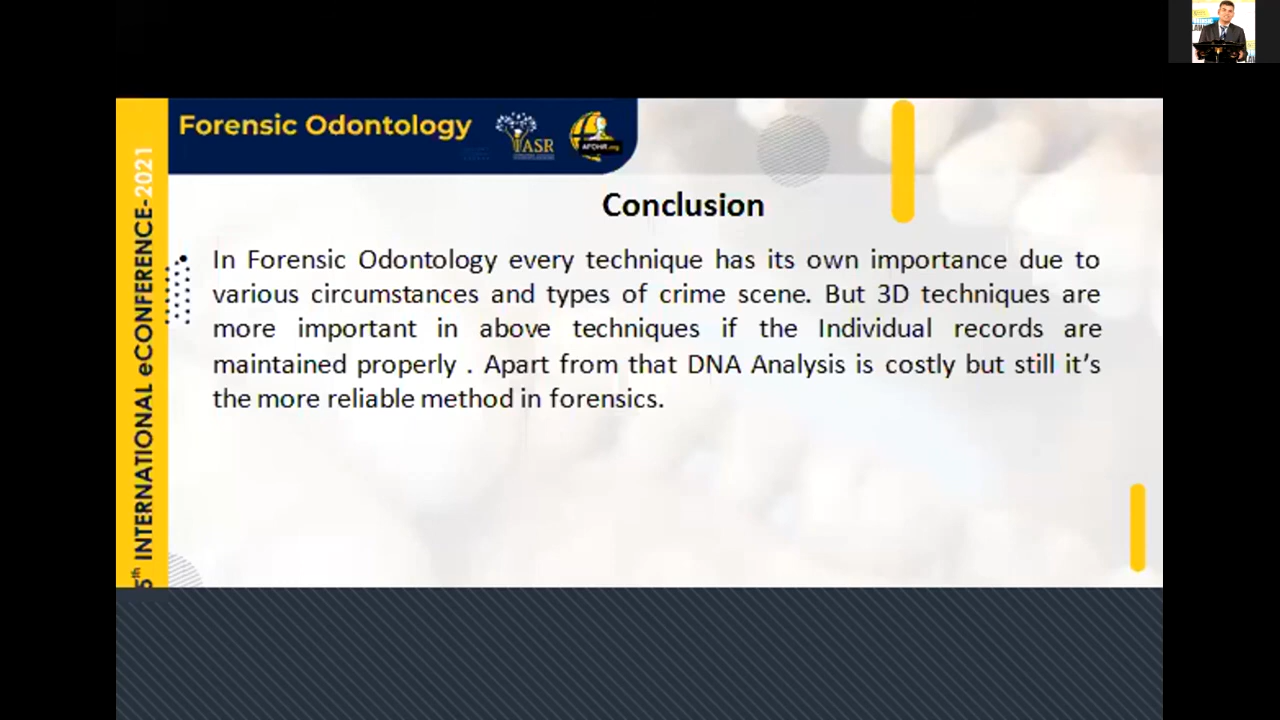 Forensic Odontology
IASR
AFOHR.org
5th INTERNATIONAL eCONFERENCE-2021
Conclusion
• In Forensic Odontology every technique has its own importance due to
various circumstances and types of crime scene. But 3D techniques are
more important in above techniques if the Individual records are
maintained properly . Apart from that DNA Analysis is costly but still it's
the more reliable method in forensics.